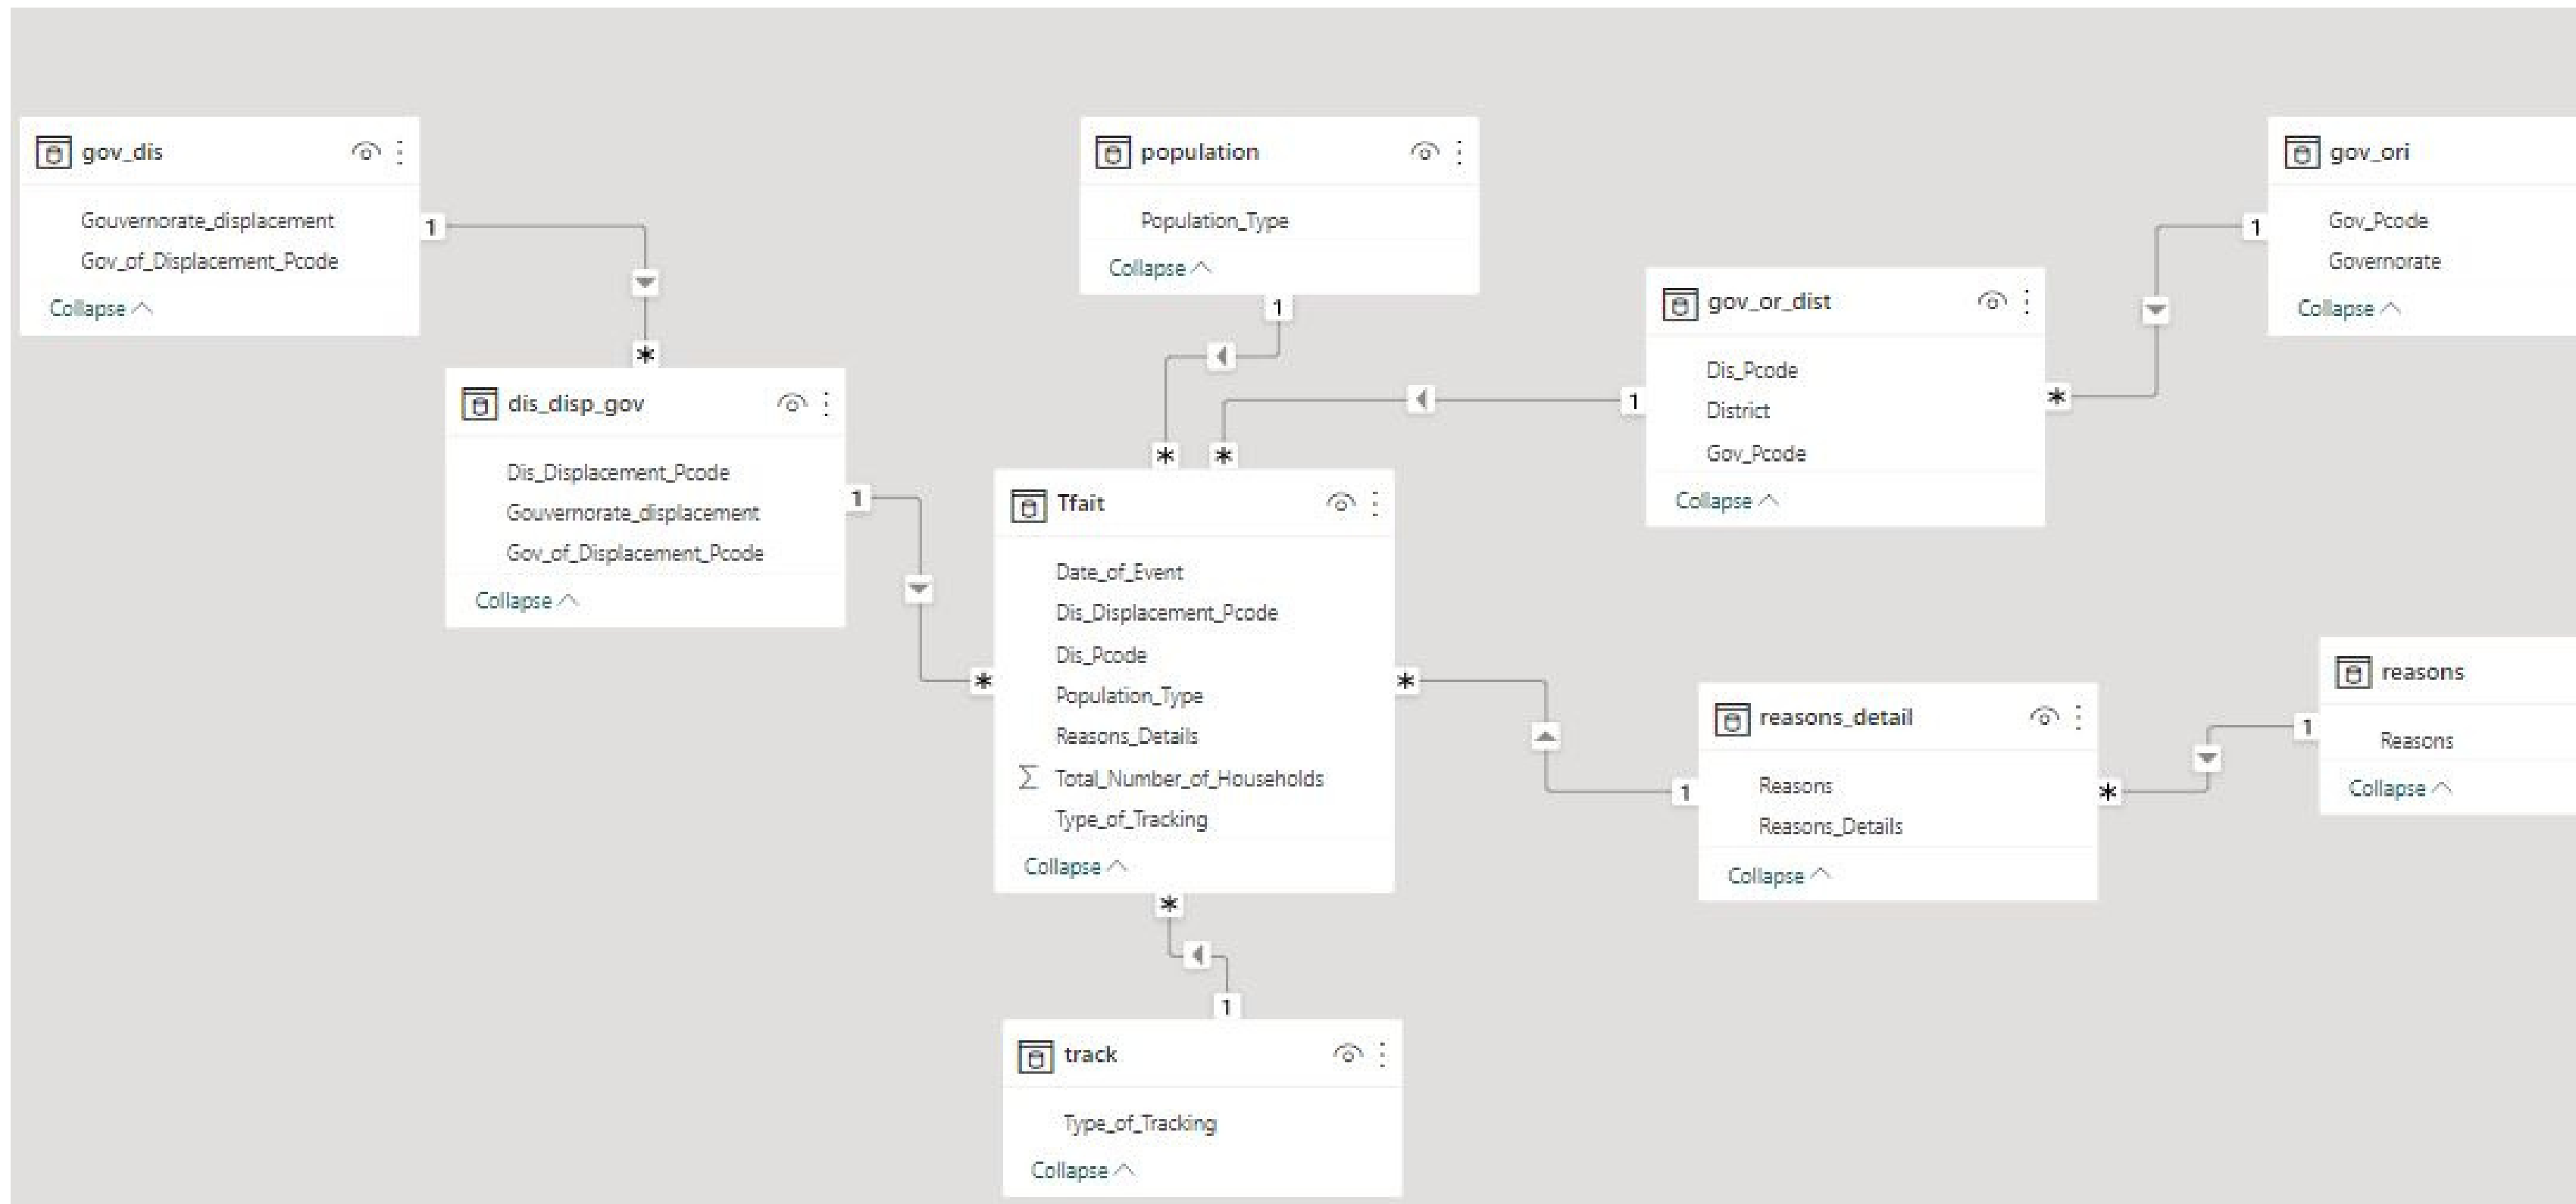 gov_dis
Gouvernorate_displacement
Gov_of_Displacement_Pcode
Collapse
1
*
dis_disp_gov
Dis_Displacement_Pcode
Gouvernorate_displacement
Gov_of_Displacement_Pcode
Collapse
1
*
population
Population_Type
Collapse
1
*
gov_or_dist
Dis_Pcode
District
Gov_Pcode
Collapse
1
*
gov_ori
Gov_Pcode
Governorate
Collapse
1
*
Tfait
Date_of_Event
Dis_Displacement_Pcode
Dis_Pcode
Population_Type
Reasons_Details
Σ Total_Number_of_Households
Type_of_Tracking
Collapse
*
*
reasons_detail
Reasons
Reasons_Details
Collapse
1
*
reasons
Reasons
Collapse
1
track
Type_of_Tracking
Collapse
1